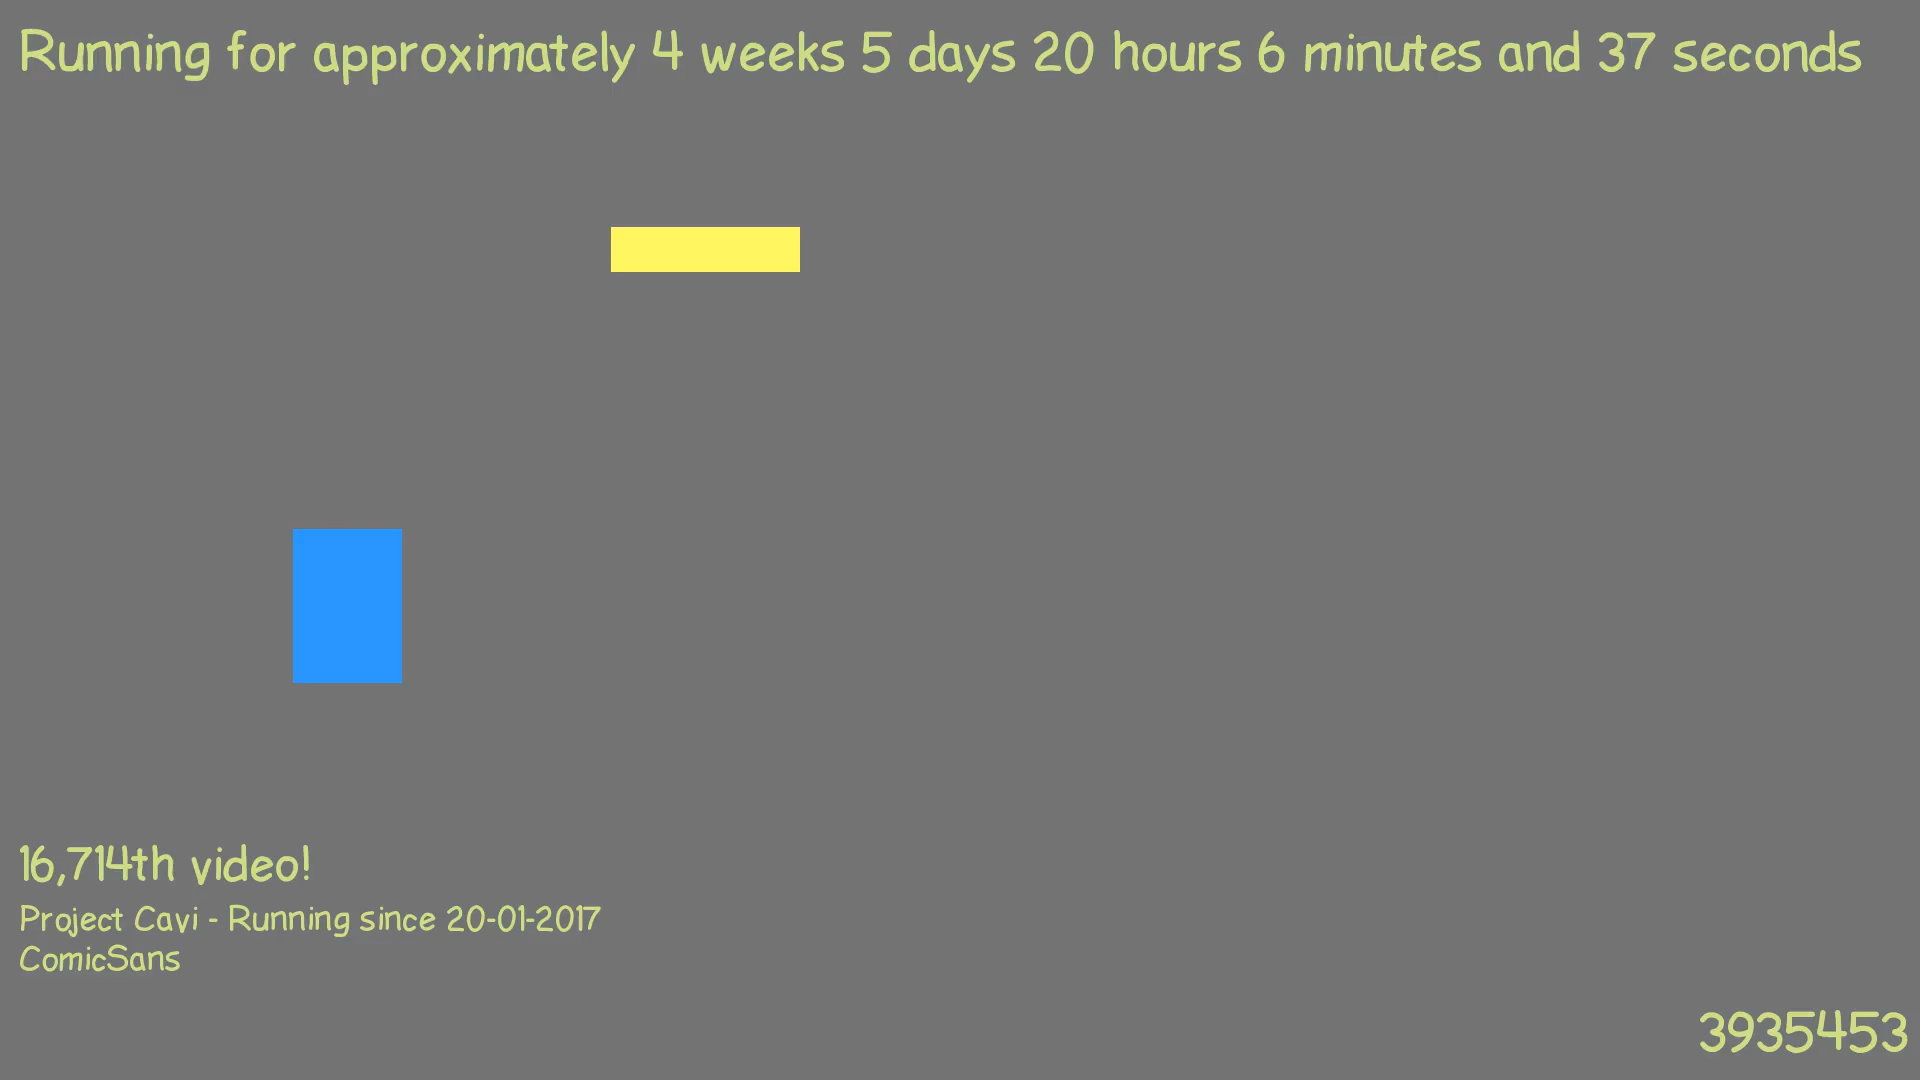 Running for approximately 4 weeks 5 days 20 hours 6 minutes and 37 seconds
16,714th video!
Project Cavi - Running since 20-01-2017
ComicSans
3935453